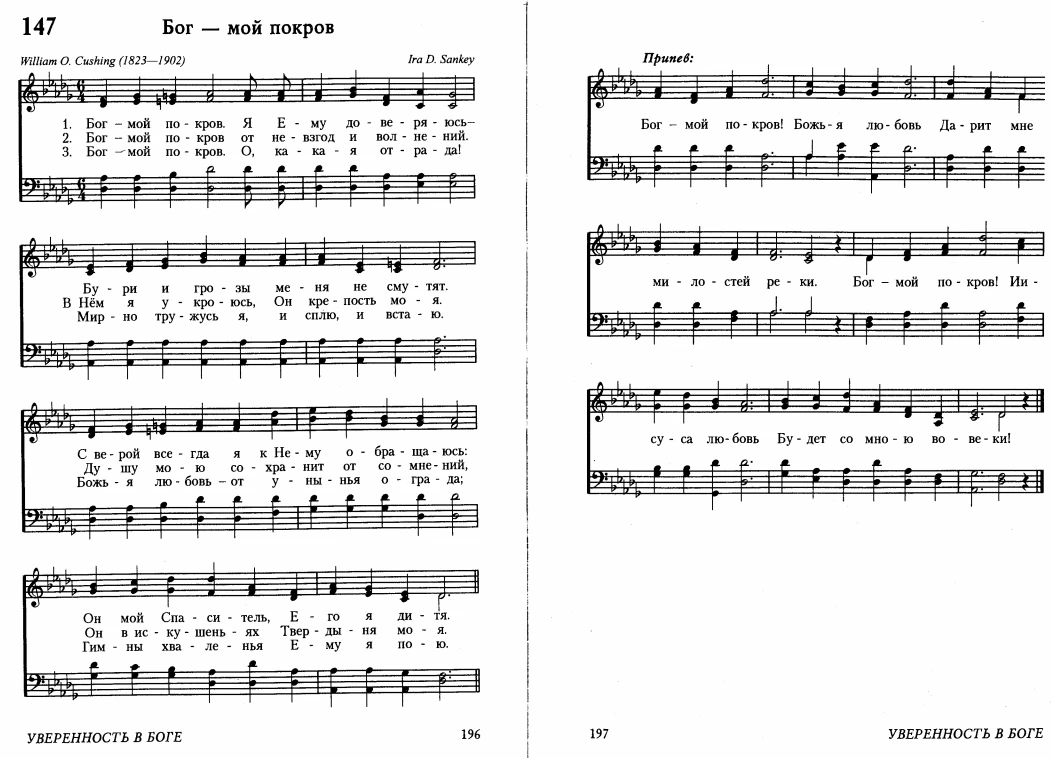 147
Бог — мой покров
William O. Cushing (1823—1902)
Ira D. Sankey
1. Бог – мой по - кров. Я Е - му до - ве - ря - юсь–
2. Бог – мой по - кров от не - взгод и вол - не - ний.
3. Бог – мой по - кров. О, ка - ка - я от - ра - да!
Бу - ри и гро - зы ме - ня не сму - тят.
В Нём я у - кро - юсь, Он кре - пость мо - я.
Мир - но тру - жусь я, и сплю, и вста - ю.
С ве - рой все - гда я к Не - му о - бра - ща - юсь:
Ду - шу мо - ю со - хра - нит от со - мне - ний,
Божь - я лю - бовь – от у - ны - нья о - гра - да;
Он мой Спа - си - тель, Е - го я ди - тя.
Он в ис - ку - шень - ях Твер - ды - ня мо - я.
Гим - ны хва - ле - нья Е - му я по - ю.
УВЕРЕННОСТЬ В БОГЕ
196
Припев:
Бог – мой по - кров! Божь - я лю - бовь Да - рит мне
ми - ло - стей ре - ки. Бог – мой по - кров! Ии -
су - са лю - бовь Бу - дет со мно - ю во - ве - ки!
197
УВЕРЕННОСТЬ В БОГЕ